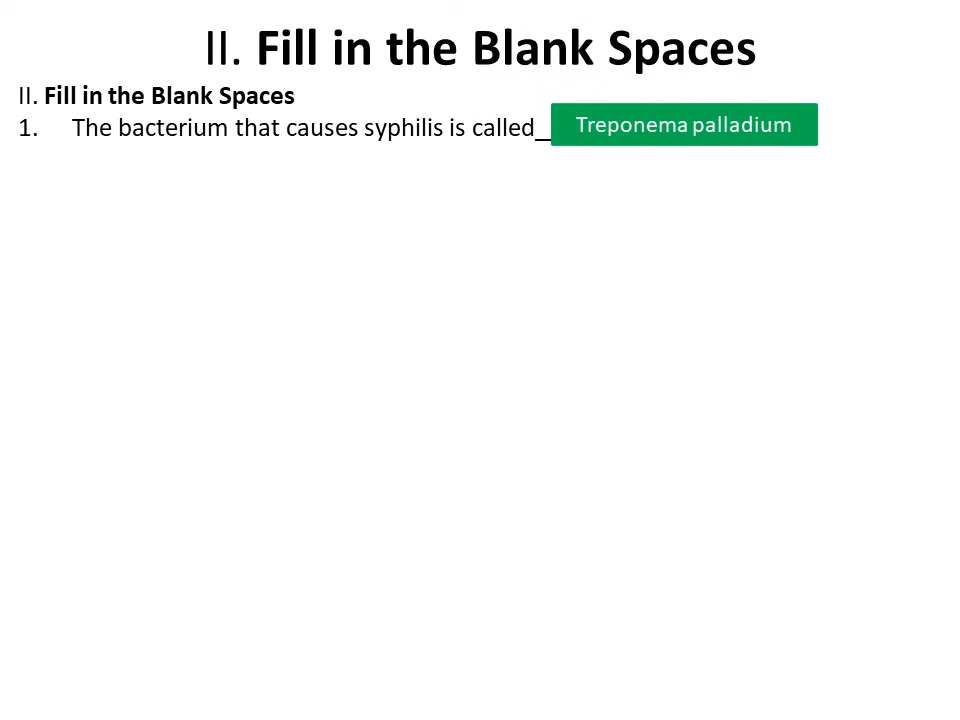 II. Fill in the Blank Spaces
II. Fill in the Blank Spaces
1. The bacterium that causes syphilis is called_ Treponema palladium